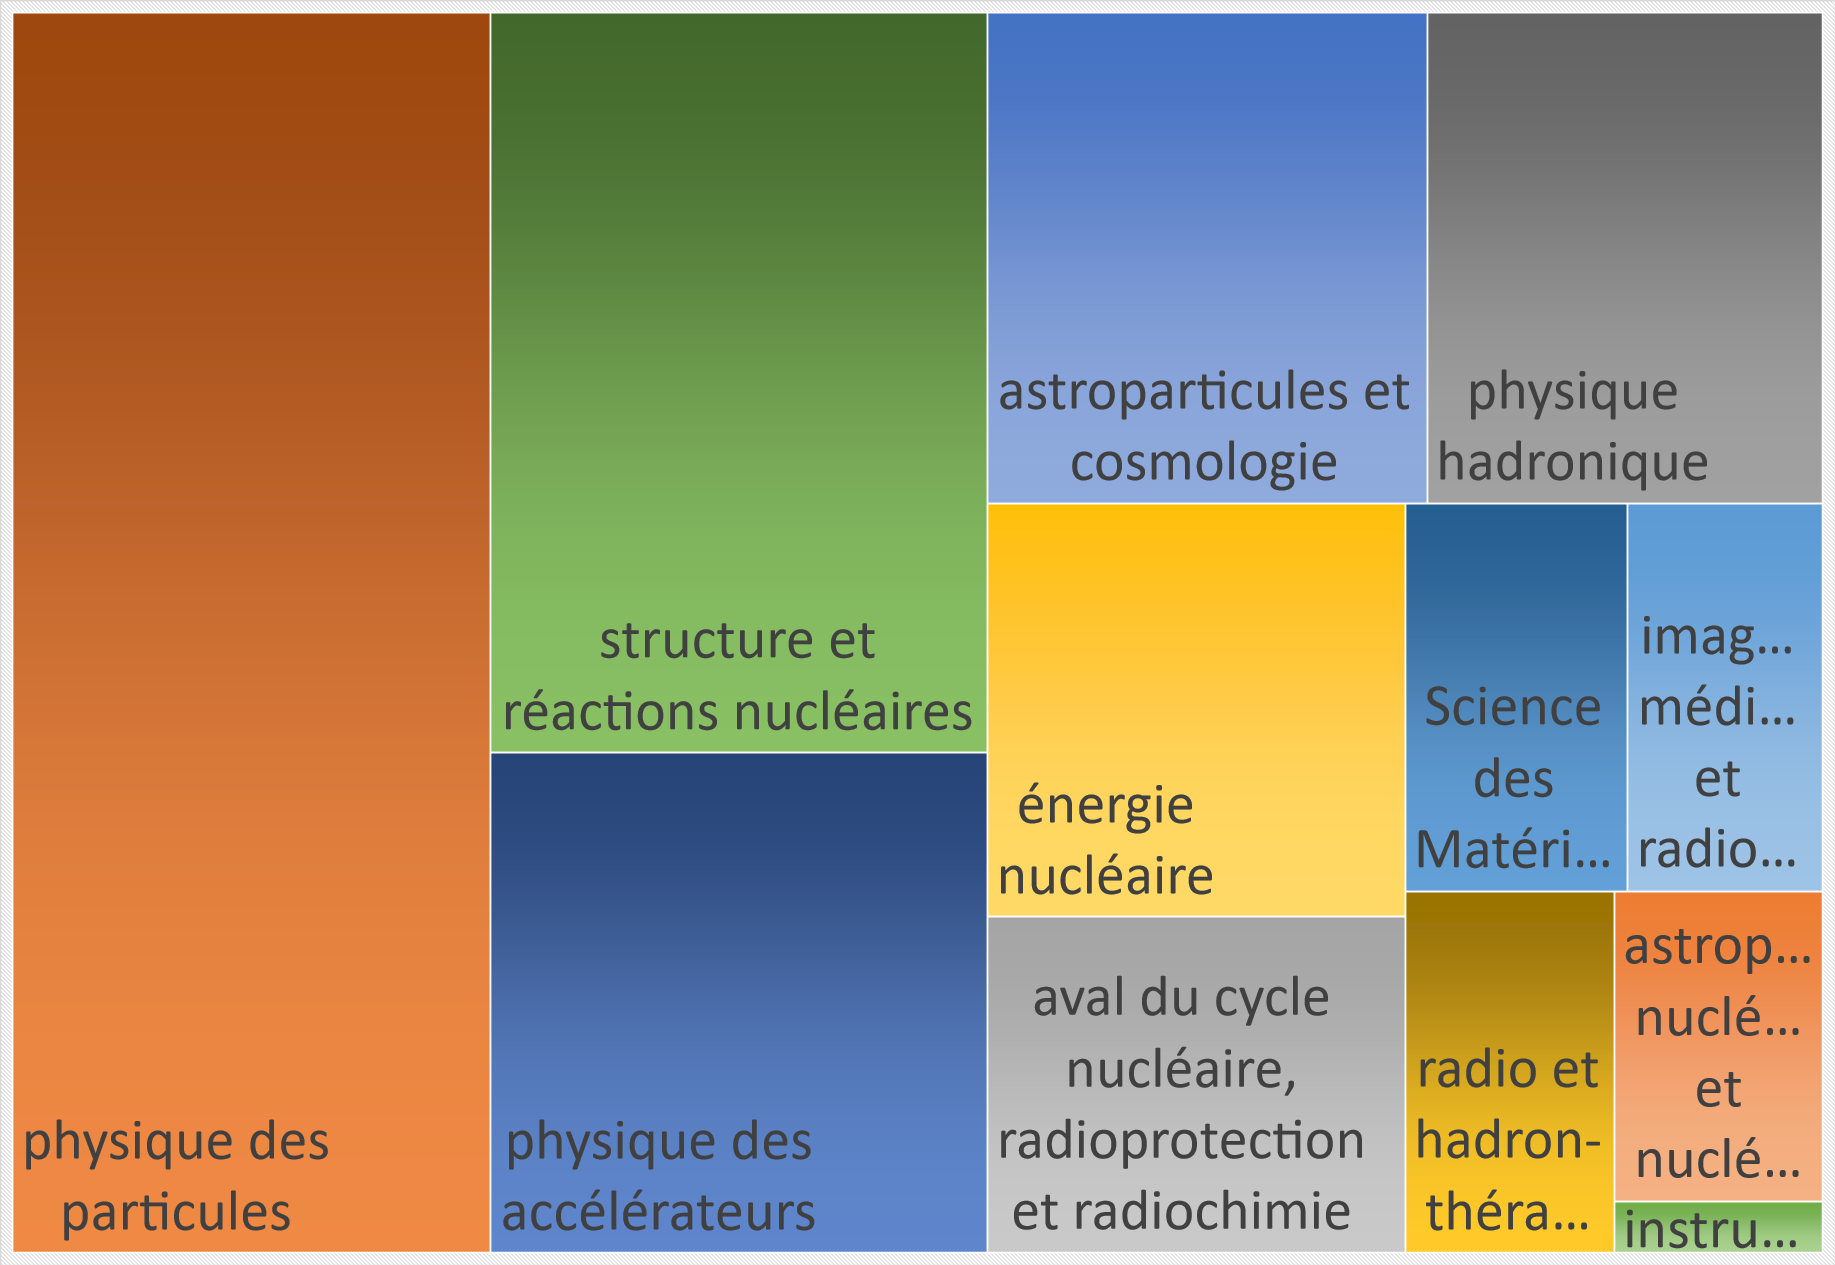 physique des
particules
structure et
réactions nucléaires
physique des
accélérateurs
astroparticules et
cosmologie
physique
hadronique
énergie
nucléaire
aval du cycle
nucléaire,
radioprotection
et radiochimie
Science
des
Matéri...
imag...
médi...
et
radio...
radio et
hadron-
théra...
astrop...
nuclé...
et
nuclé...
instru...